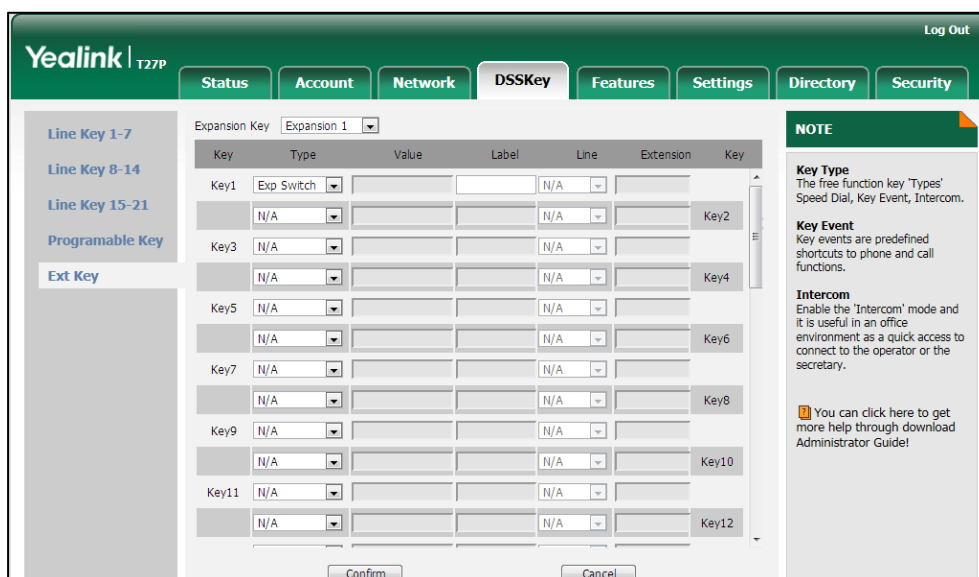 Log Out
Yealink | T27P
Status Account Network DSSKey Features Settings Directory Security
Line Key 1-7
Line Key 8-14
Line Key 15-21
Programable Key
Ext Key
Expansion Key Expansion 1
Key Type Value Label Line Extension Key
Key1 Exp Switch N/A
N/A N/A Key2
Key3 N/A N/A
N/A N/A Key4
Key5 N/A N/A
N/A N/A Key6
Key7 N/A N/A
N/A N/A Key8
Key9 N/A N/A
N/A N/A Key10
Key11 N/A N/A
N/A N/A Key12
Confirm Cancel
NOTE
Key Type
The free function key 'Types'
Speed Dial, Key Event, Intercom.
Key Event
Key events are predefined
shortcuts to phone and call
functions.
Intercom
Enable the 'Intercom' mode and
it is useful in an office
environment as a quick access to
connect to the operator or the
secretary.
You can click here to get
more help through download
Administrator Guide!